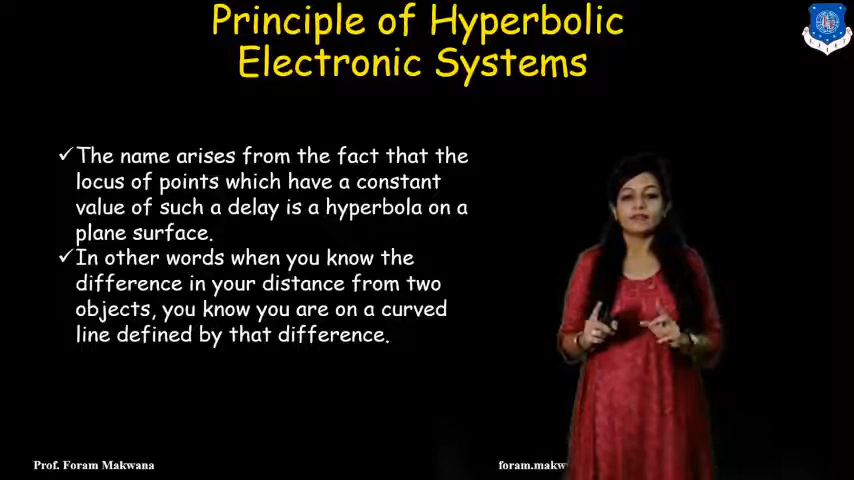 Principle of Hyperbolic
Electronic Systems
✓The name arises from the fact that the
locus of points which have a constant
value of such a delay is a hyperbola on a
plane surface.
✓In other words when you know the
difference in your distance from two
objects, you know you are on a curved
line defined by that difference.
Prof. Foram Makwana
foram.makw